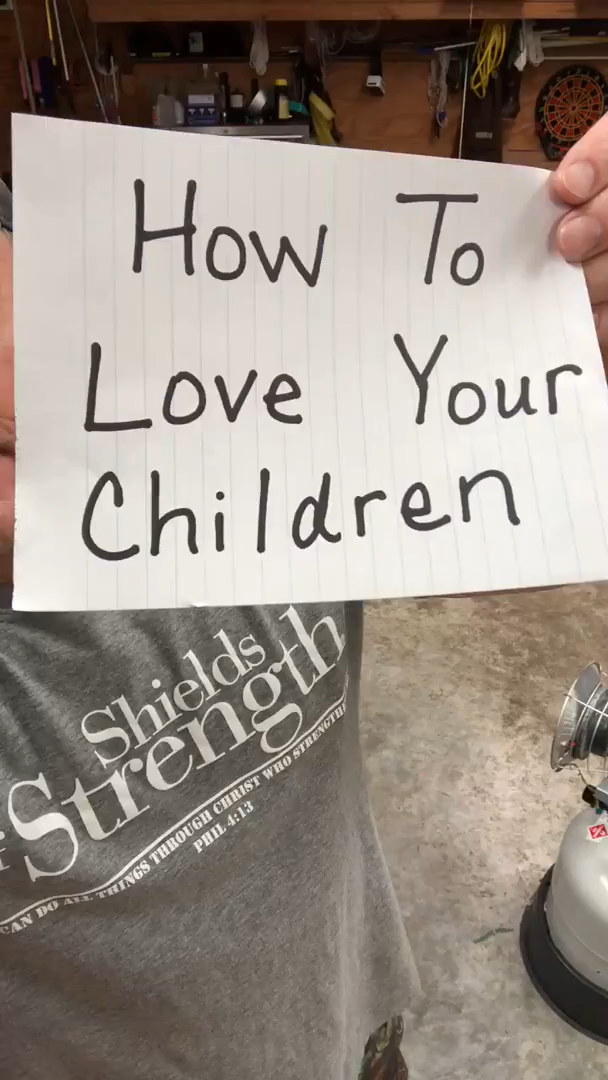 How To
Love Your
Children
Shields
Strength
CAN DO ALL THINGS THROUGH CHRIST WHO STRENGTH
PHIL 4:13